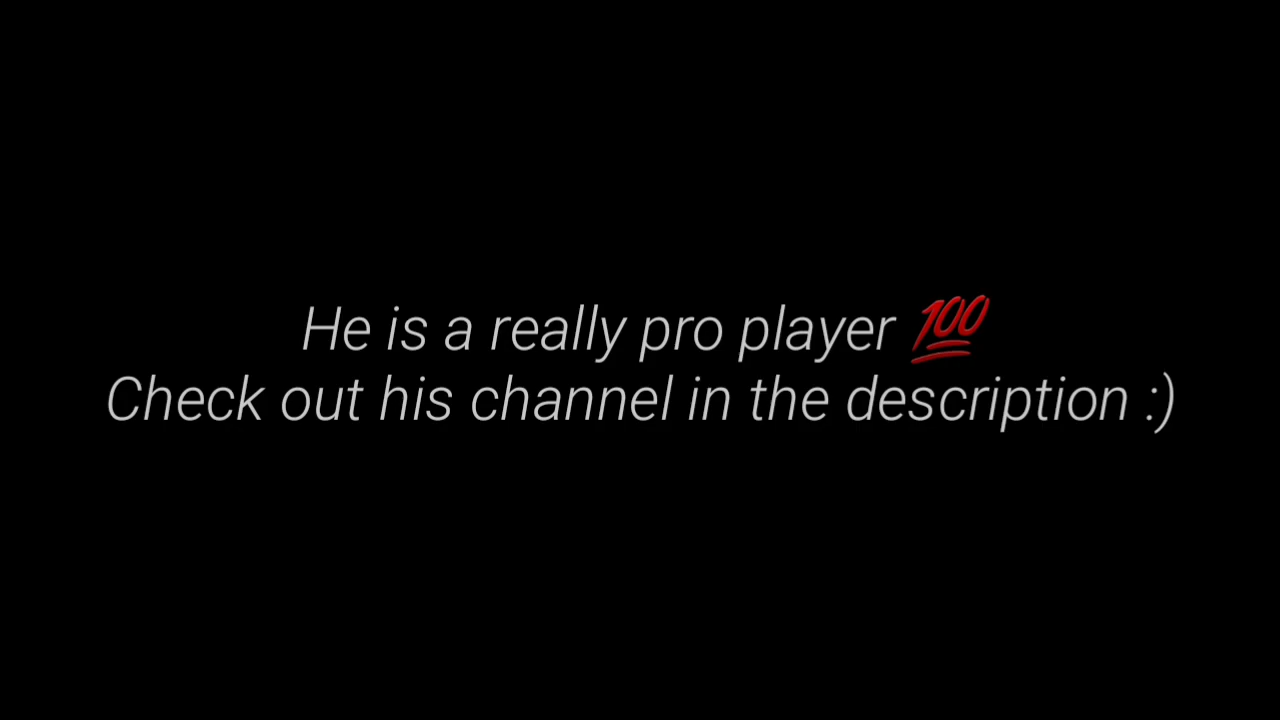 He is a really pro player 💯
Check out his channel in the description :)